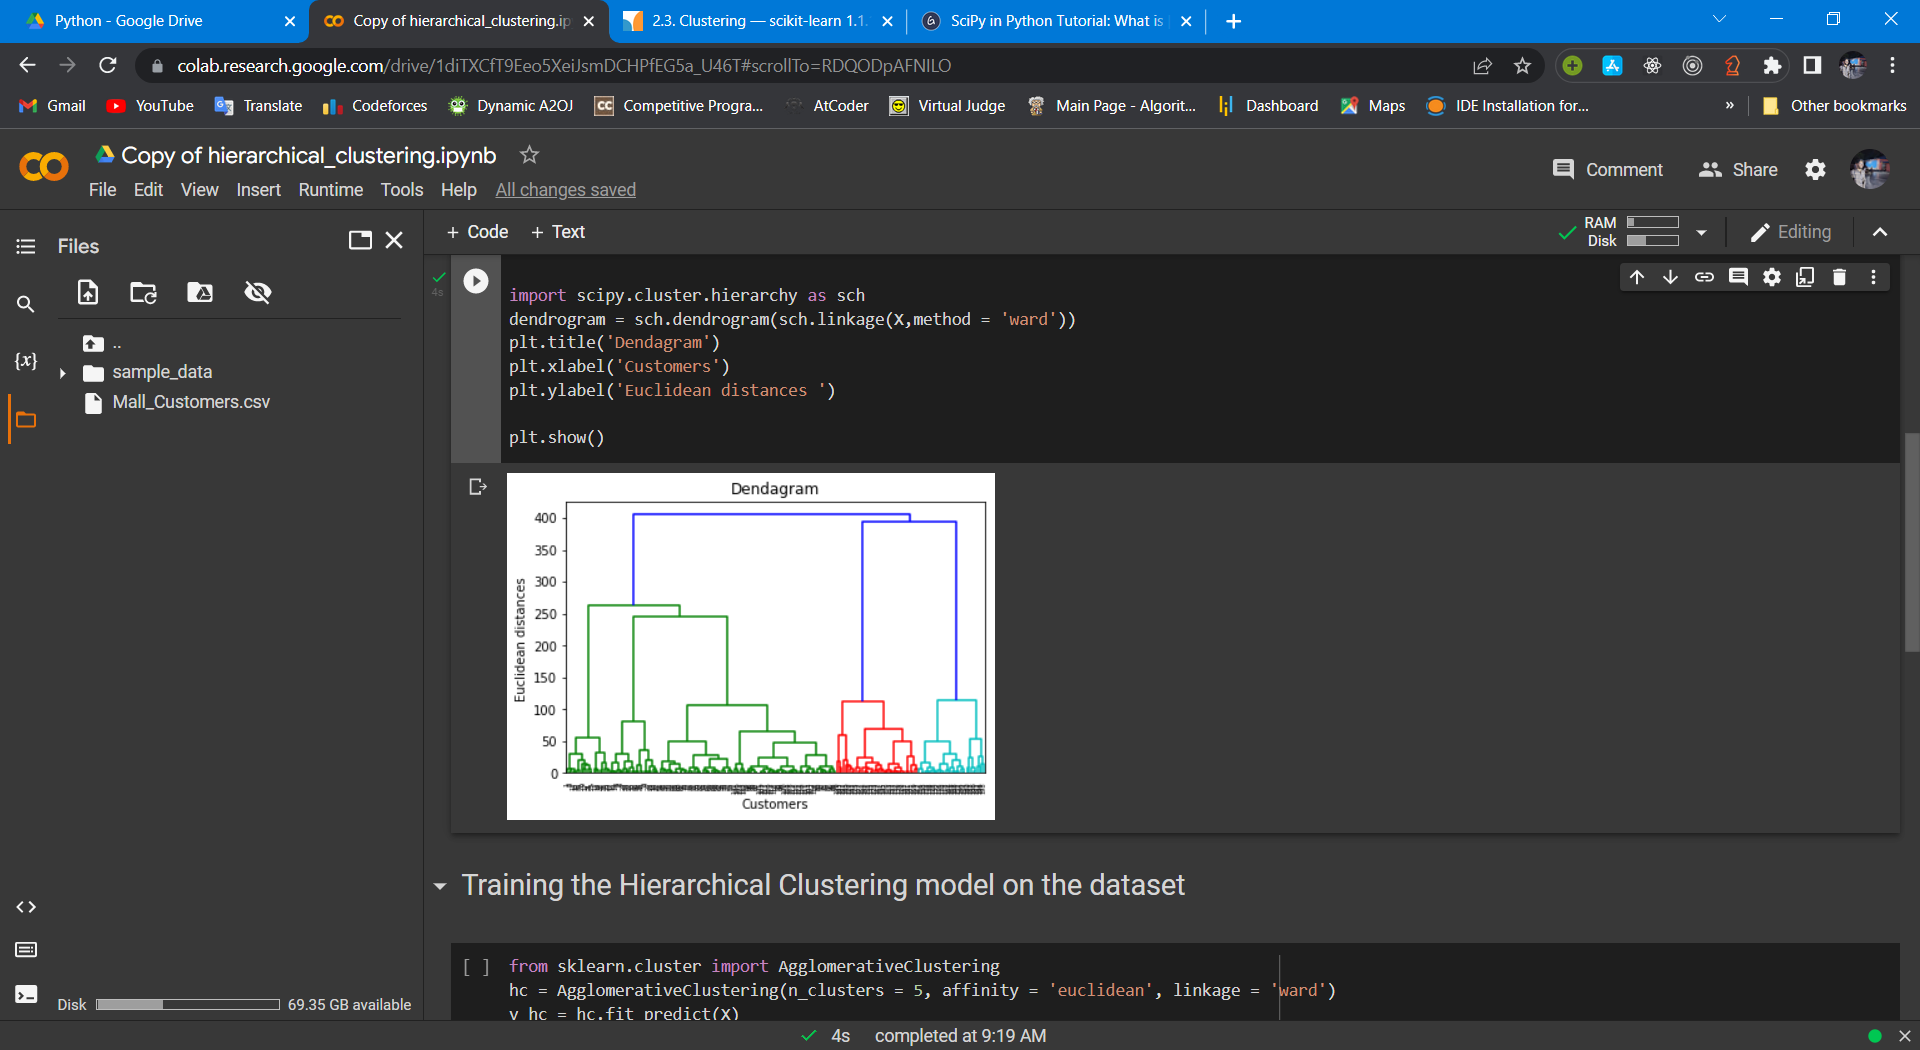 Python - Google Drive
Copy of hierarchical_clustering.ip
2.3. Clustering — scikit-learn 1.1.
SciPy in Python Tutorial: What is
colab.research.google.com/drive/1diTXCfT9Eeo5XeiJsmDCHPfEG5a_U46T#scrollTo=RDQODpAFNILO
Gmail
YouTube
Translate
Codeforces
Dynamic A2OJ
CC Competitive Progra...
AtCoder
Virtual Judge
Main Page - Algorit...
Dashboard
Maps
IDE Installation for...
»
Other bookmarks
Copy of hierarchical_clustering.ipynb
File Edit View Insert Runtime Tools Help All changes saved
Comment
Share
Files
+ Code + Text
RAM
Disk
Editing
..
sample_data
Mall_Customers.csv
{x}
4s
import scipy.cluster.hierarchy as sch
dendrogram = sch.dendrogram(sch.linkage(X,method = 'ward'))
plt.title('Dendagram')
plt.xlabel('Customers')
plt.ylabel('Euclidean distances ')
plt.show()
Dendagram
400
350
300
250
200
150
100
50
0
Euclidean distances
Customers
Training the Hierarchical Clustering model on the dataset
[ ] from sklearn.cluster import AgglomerativeClustering
hc = AgglomerativeClustering(n_clusters = 5, affinity = 'euclidean', linkage = 'ward')
y_hc = hc.fit_predict(X)
Disk 69.35 GB available
4s completed at 9:19 AM